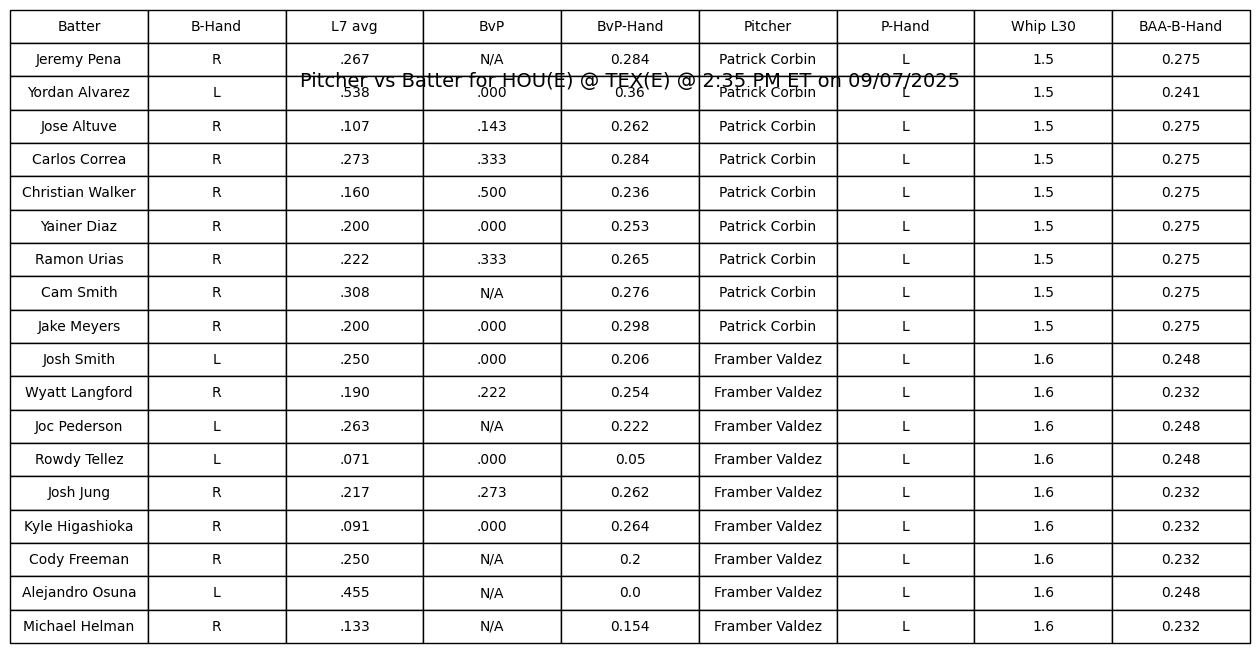 Batter B-Hand L7 avg BvP BvP-Hand Pitcher P-Hand Whip L30 BAA-B-Hand
Jeremy Pena R .267 N/A 0.284 Patrick Corbin L 1.5 0.275
Pitcher vs Batter for HOU(E) @ TEX(E) @ 2:35 PM ET on 09/07/2025
Yordan Alvarez L .538 .000 0.36 Patrick Corbin L 1.5 0.241
Jose Altuve R .107 .143 0.262 Patrick Corbin L 1.5 0.275
Carlos Correa R .273 .333 0.284 Patrick Corbin L 1.5 0.275
Christian Walker R .160 .500 0.236 Patrick Corbin L 1.5 0.275
Yainer Diaz R .200 .000 0.253 Patrick Corbin L 1.5 0.275
Ramon Urias R .222 .333 0.265 Patrick Corbin L 1.5 0.275
Cam Smith R .308 N/A 0.276 Patrick Corbin L 1.5 0.275
Jake Meyers R .200 .000 0.298 Patrick Corbin L 1.5 0.275
Josh Smith L .250 .000 0.206 Framber Valdez L 1.6 0.248
Wyatt Langford R .190 .222 0.254 Framber Valdez L 1.6 0.232
Joc Pederson L .263 N/A 0.222 Framber Valdez L 1.6 0.248
Rowdy Tellez L .071 .000 0.05 Framber Valdez L 1.6 0.248
Josh Jung R .217 .273 0.262 Framber Valdez L 1.6 0.232
Kyle Higashioka R .091 .000 0.264 Framber Valdez L 1.6 0.232
Cody Freeman R .250 N/A 0.2 Framber Valdez L 1.6 0.232
Alejandro Osuna L .455 N/A 0.0 Framber Valdez L 1.6 0.248
Michael Helman R .133 N/A 0.154 Framber Valdez L 1.6 0.232